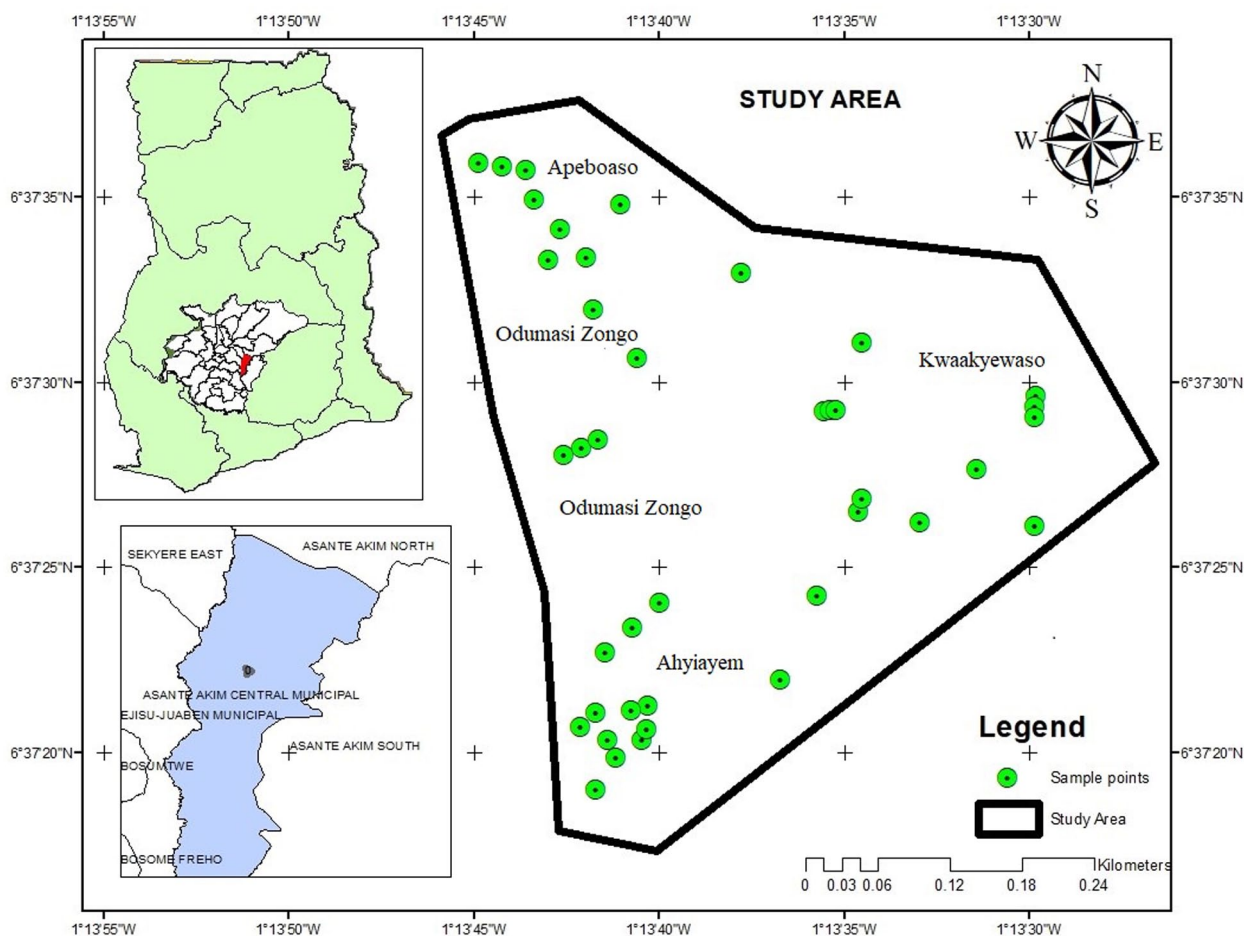 1°13'55"W
1°13'50"W
1°13'45"W
1°13'40"W
1°13'35"W
1°13'30"W
STUDY AREA
N
W
E
S
Apeboaso
6°37'35"N
6°37'35"N
Odumasi Zongo
Kwaakyewaso
6°37'30"N
6°37'30"N
Odumasi Zongo
SEKYERE EAST
ASANTE AKIM NORTH
6°37'25"N
6°37'25"N
Ahyiayem
ASANTE AKIM CENTRAL MUNICIPAL
EJISU-JUABEN MUNICIPAL
ASANTE AKIM SOUTH
Legend
6°37'20"N
6°37'20"N
BOSUMTWE
Sample points
Study Area
BOSOME FREHO
Kilometers
0 0.03 0.06 0.12 0.18 0.24
1°13'55"W
1°13'50"W
1°13'45"W
1°13'40"W
1°13'35"W
1°13'30"W